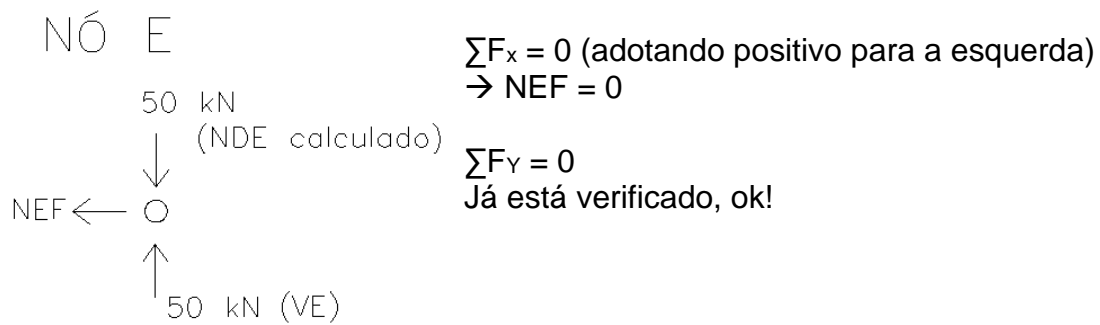 NÓ E
50 kN
(NDE calculado)
NEF
50 kN (VE)
∑Fx = 0 (adotando positivo para a esquerda)
→ NEF = 0
∑FY = 0
Já está verificado, ok!